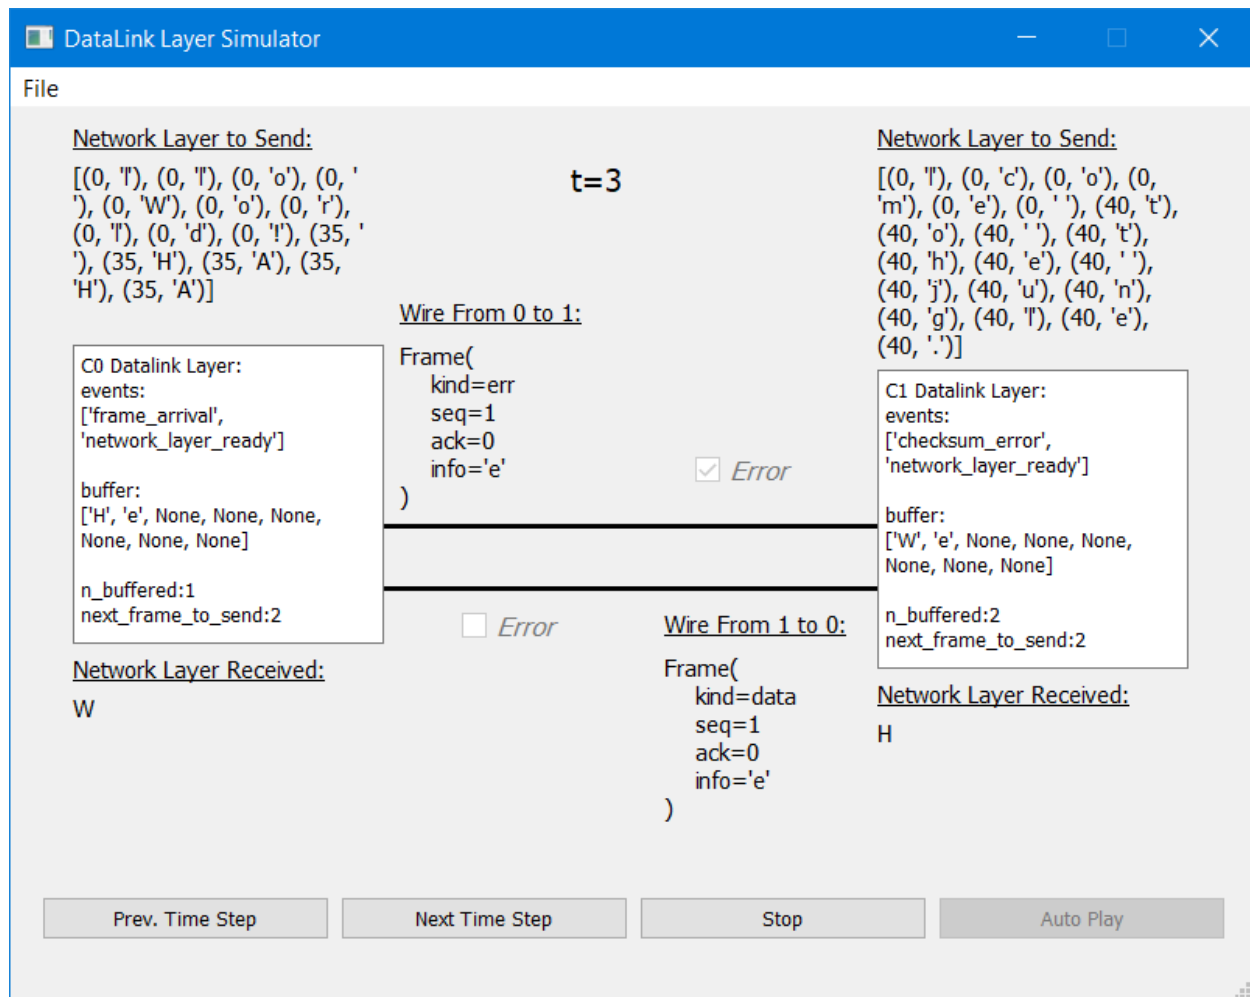 DataLink Layer Simulator
File
Network Layer to Send:
[(0, 'l'), (0, 'l'), (0, 'o'), (0, '
'), (0, 'W'), (0, 'o'), (0, 'r'),
(0, 'l'), (0, 'd'), (0, '!'), (35, '
'), (35, 'H'), (35, 'A'), (35,
'H'), (35, 'A')]
t=3
Network Layer to Send:
[(0, 'l'), (0, 'c'), (0, 'o'), (0,
'm'), (0, 'e'), (0, ' '), (40, 't'),
(40, 'o'), (40, ' '), (40, 't'),
(40, 'h'), (40, 'e'), (40, ' '),
(40, 'j'), (40, 'u'), (40, 'n'),
(40, 'g'), (40, 'l'), (40, 'e'),
(40, '.')]
Wire From 0 to 1:
Frame(
kind=err
seq=1
ack=0
info='e'
)
Error
C0 Datalink Layer:
events:
['frame_arrival',
'network_layer_ready']
buffer:
['H', 'e', None, None, None,
None, None, None]
n_buffered:1
next_frame_to_send:2
C1 Datalink Layer:
events:
['checksum_error',
'network_layer_ready']
buffer:
['W', 'e', None, None, None,
None, None, None]
n_buffered:2
next_frame_to_send:2
Error
Wire From 1 to 0:
Frame(
kind=data
seq=1
ack=0
info='e'
)
Network Layer Received:
W
Network Layer Received:
H
Prev. Time Step
Next Time Step
Stop
Auto Play